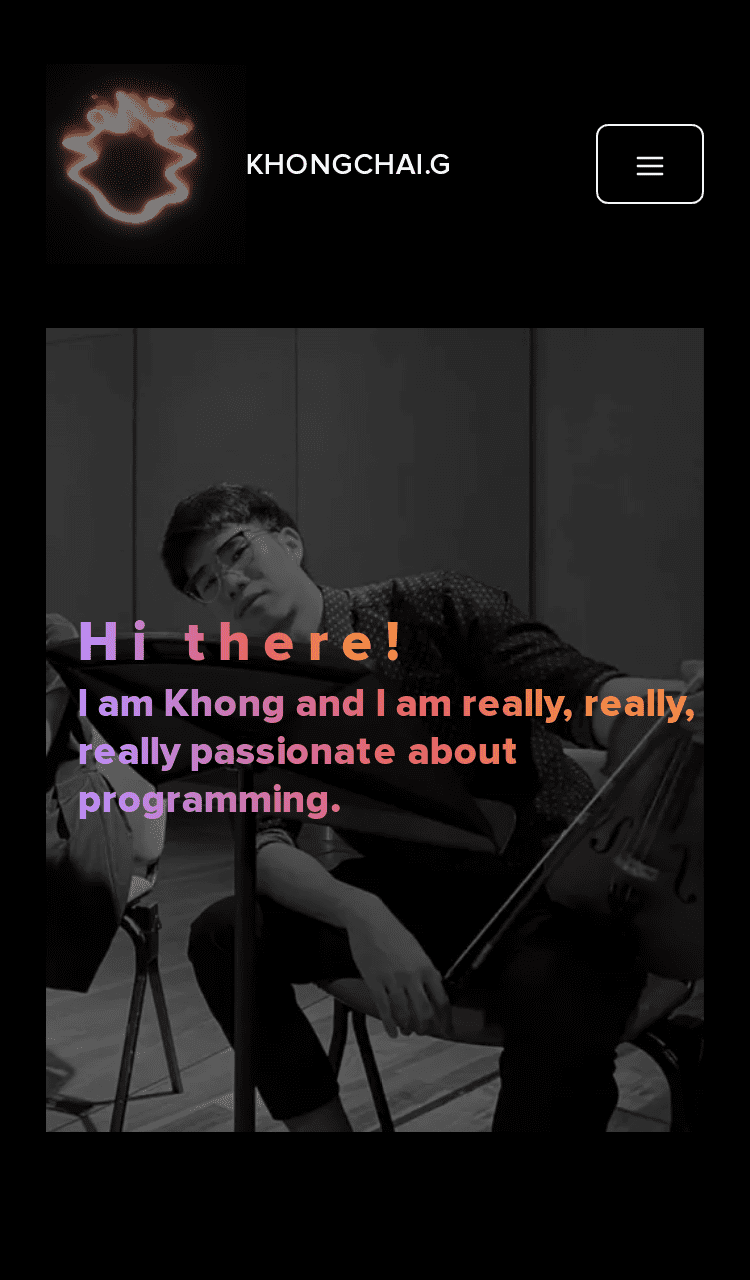 KHONGCHAI.G
Hi there!
I am Khong and I am really, really,
really passionate about
programming.